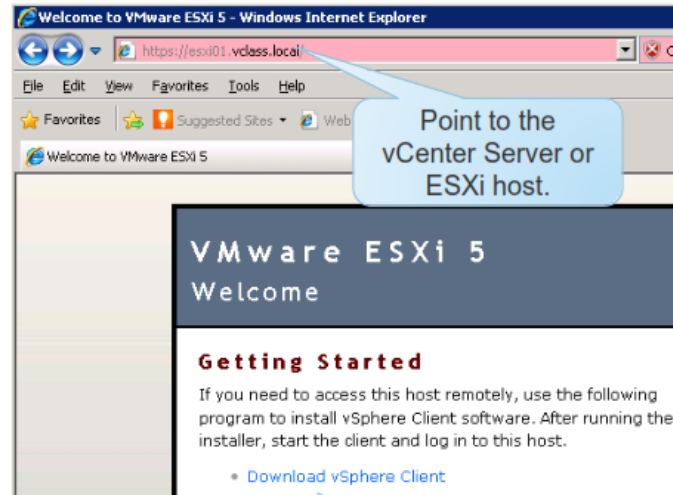 Welcome to VMware ESXi 5 - Windows Internet Explorer
https://esxi01.vclass.local/
File Edit View Favorites Tools Help
Favorites Suggested Sites Web
Point to the
vCenter Server or
ESXi host.
Welcome to VMware ESXi 5
VMware ESXi 5
Welcome
Getting Started
If you need to access this host remotely, use the following
program to install vSphere Client software. After running the
installer, start the client and log in to this host.
Download vSphere Client